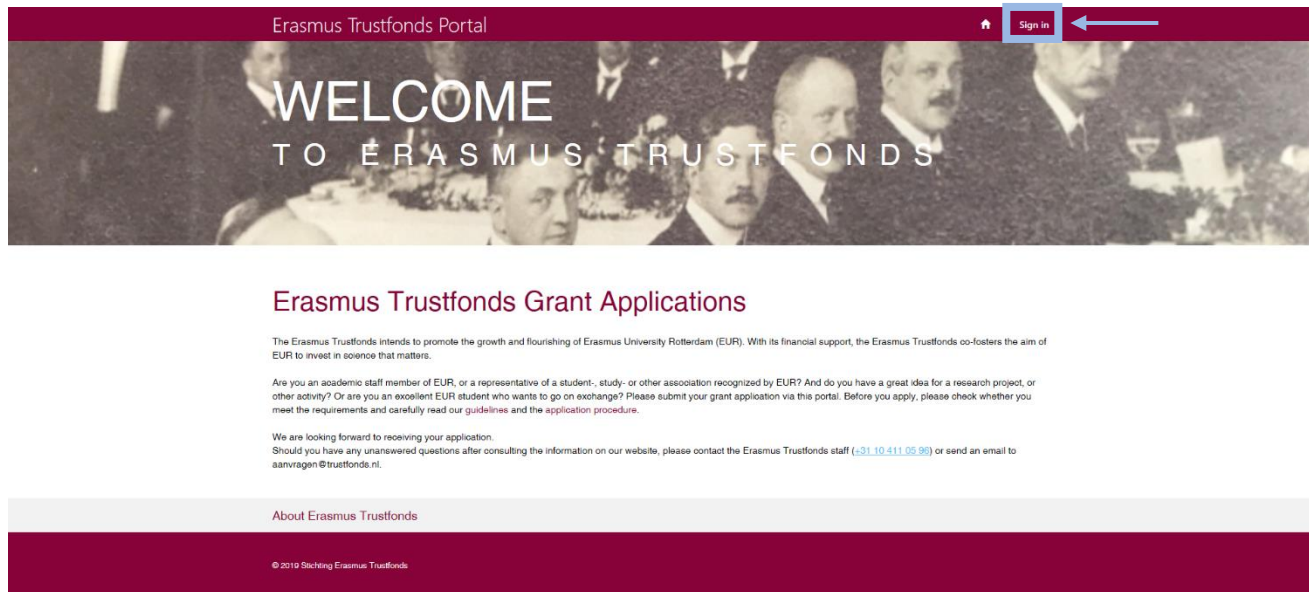 Erasmus Trustfonds Portal
Sign in
WELCOME
TO ERASMUS TRUSTFONDS
Erasmus Trustfonds Grant Applications
The Erasmus Trustfonds intends to promote the growth and flourishing of Erasmus University Rotterdam (EUR). With its financial support, the Erasmus Trustfonds co-fosters the aim of
EUR to invest in science that matters.
Are you an academic staff member of EUR, or a representative of a student-, study- or other association recognized by EUR? And do you have a great idea for a research project, or
other activity? Or are you an excellent EUR student who wants to go on exchange? Please submit your grant application via this portal. Before you apply, please check whether you
meet the requirements and carefully read our guidelines and the application procedure.
We are looking forward to receiving your application.
Should you have any unanswered questions after consulting the information on our website, please contact the Erasmus Trustfonds staff (+31 10 411 05 96) or send an email to
aanvragen@trustfonds.nl.
About Erasmus Trustfonds
© 2019 Stichting Erasmus Trustfonds